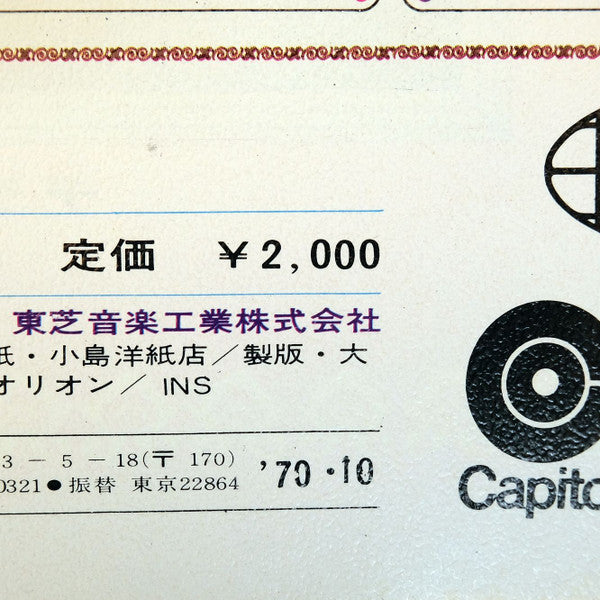 定価 ¥2,000
東芝音楽工業株式会社
紙・小島洋紙店／製版・大
オリオン／ INS
3－5－18(〒 170)
0321●振替 東京22864
'70・10
Capito